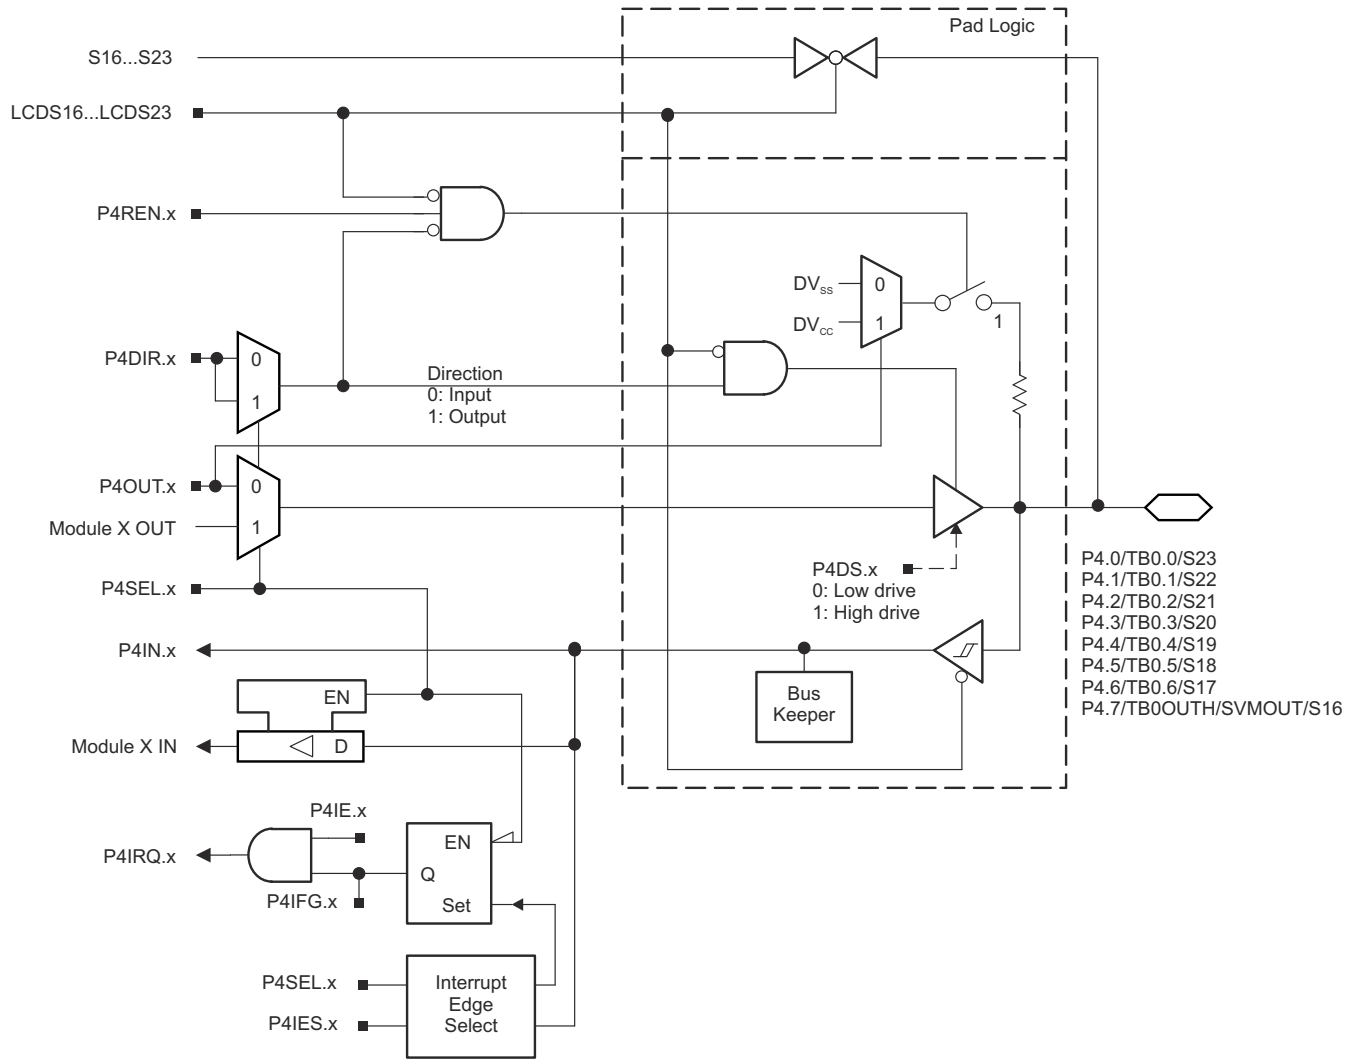 Pad Logic
S16...S23
LCDS16...LCDS23
P4REN.x
DVSS
0
DVCC
1
1
P4DIR.x
0
1
Direction
0: Input
1: Output
P4OUT.x
0
Module X OUT
1
P4DS.x
0: Low drive
1: High drive
P4SEL.x
P4.0/TB0.0/S23
P4.1/TB0.1/S22
P4.2/TB0.2/S21
P4.3/TB0.3/S20
P4.4/TB0.4/S19
P4.5/TB0.5/S18
P4.6/TB0.6/S17
P4.7/TB0OUTH/SVMOUT/S16
P4IN.x
Bus
Keeper
EN
Module X IN
D
P4IE.x
P4IRQ.x
EN
Q
P4IFG.x
Set
P4SEL.x
P4IES.x
Interrupt
Edge
Select